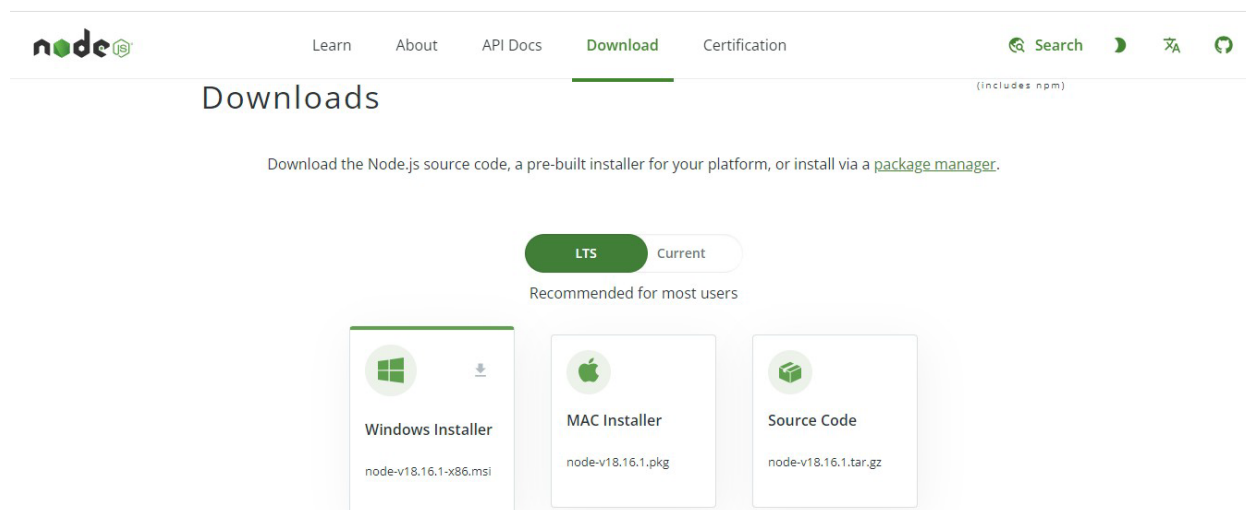 node JS
Learn About API Docs Download Certification Search
(includes npm)
Downloads
Download the Node.js source code, a pre-built installer for your platform, or install via a package manager.
LTS Current
Recommended for most users
Windows Installer
node-v18.16.1-x86.msi
MAC Installer
node-v18.16.1.pkg
Source Code
node-v18.16.1.tar.gz